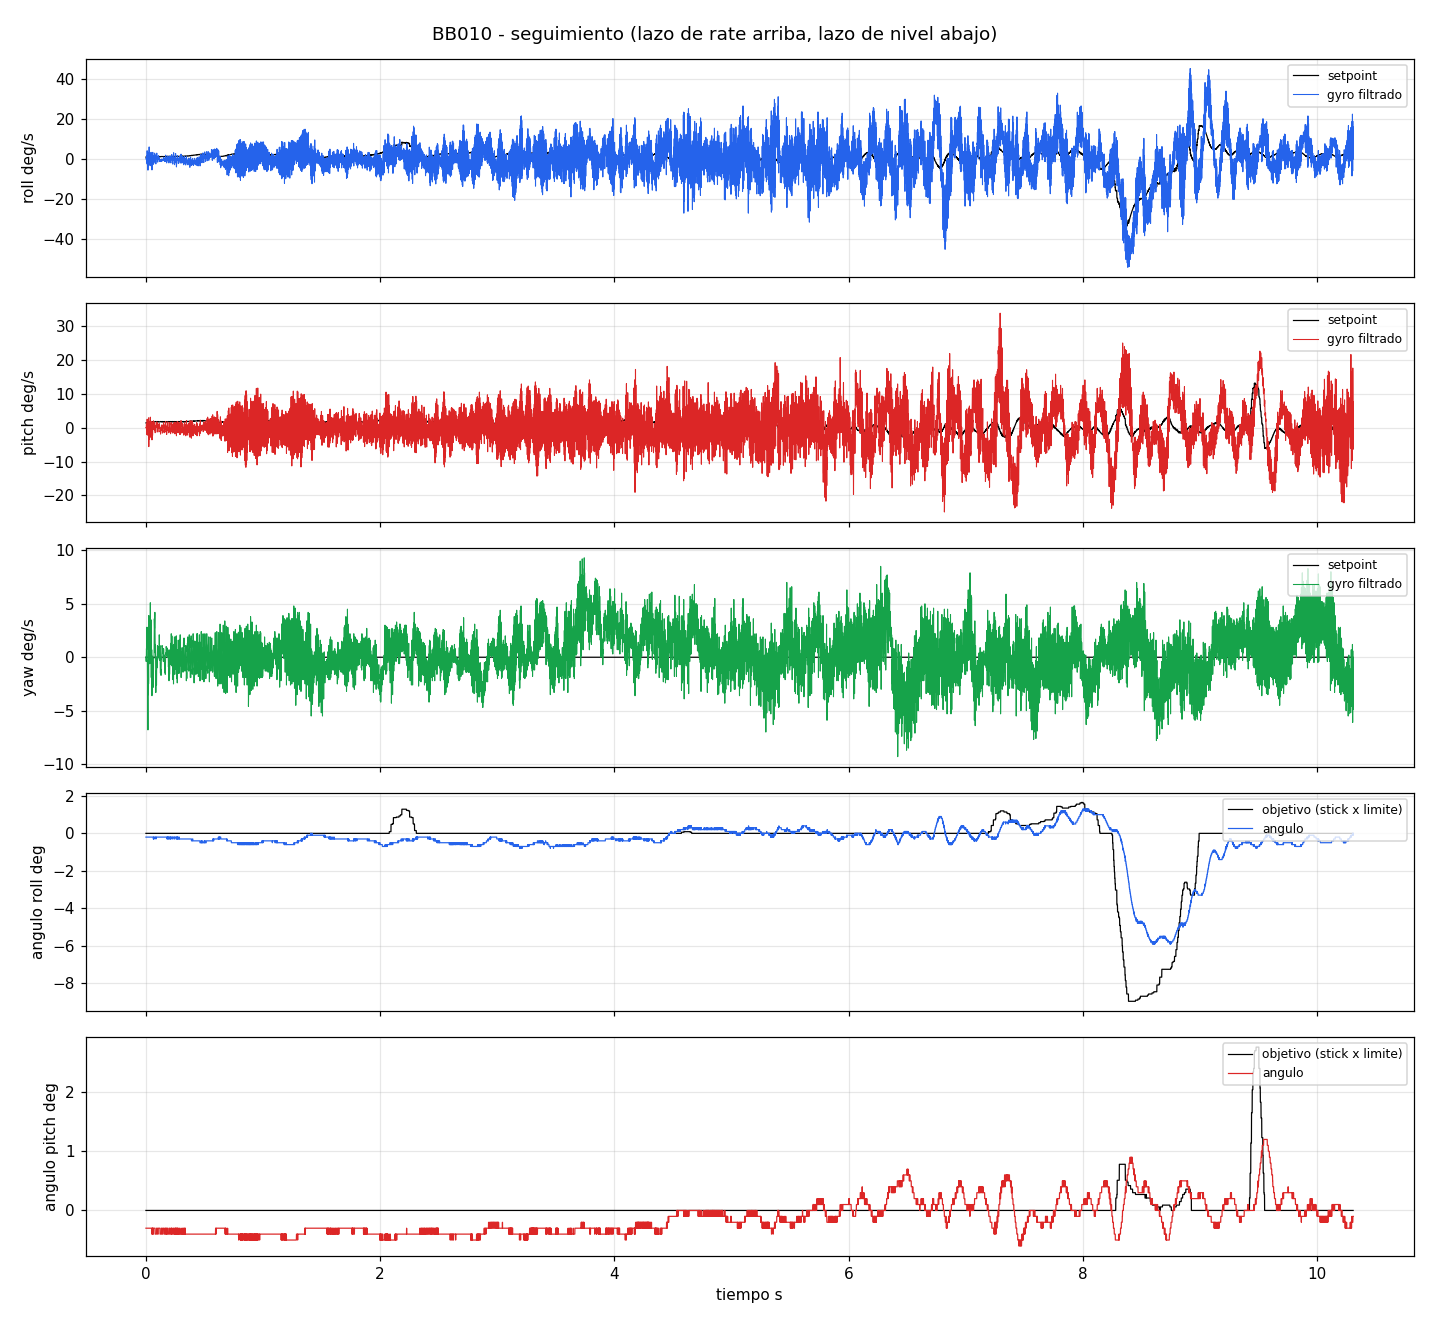 BB010 - seguimiento (lazo de rate arriba, lazo de nivel abajo)
roll deg/s
40
20
0
−20
−40
setpoint
gyro filtrado
pitch deg/s
30
20
10
0
−10
−20
setpoint
gyro filtrado
yaw deg/s
10
5
0
−5
−10
setpoint
gyro filtrado
angulo roll deg
2
0
−2
−4
−6
−8
objetivo (stick x limite)
angulo
angulo pitch deg
2
1
0
objetivo (stick x limite)
angulo
0 2 4 6 8 10
tiempo s